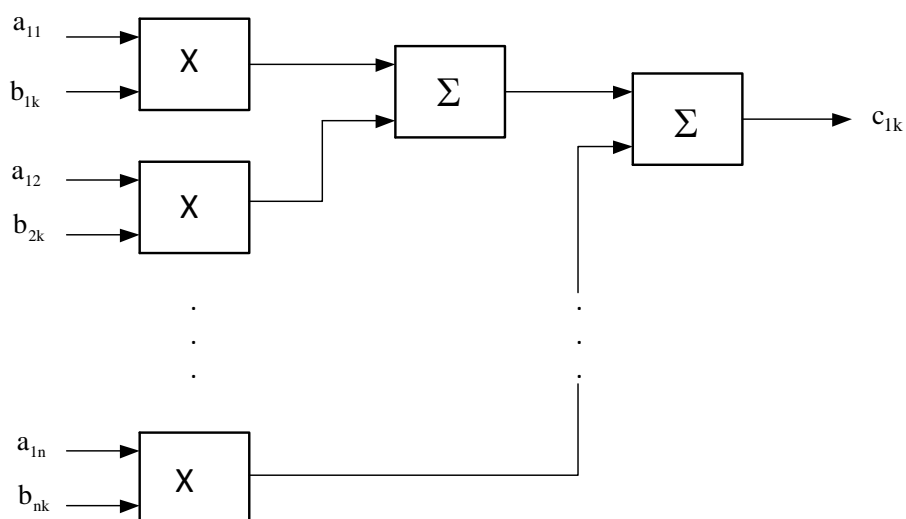 a₁₁
X
b₁ₖ
Σ
Σ
c₁ₖ
a₁₂
X
b₂ₖ
.
.
.
.
.
.
a₁ₙ
X
bₙₖ